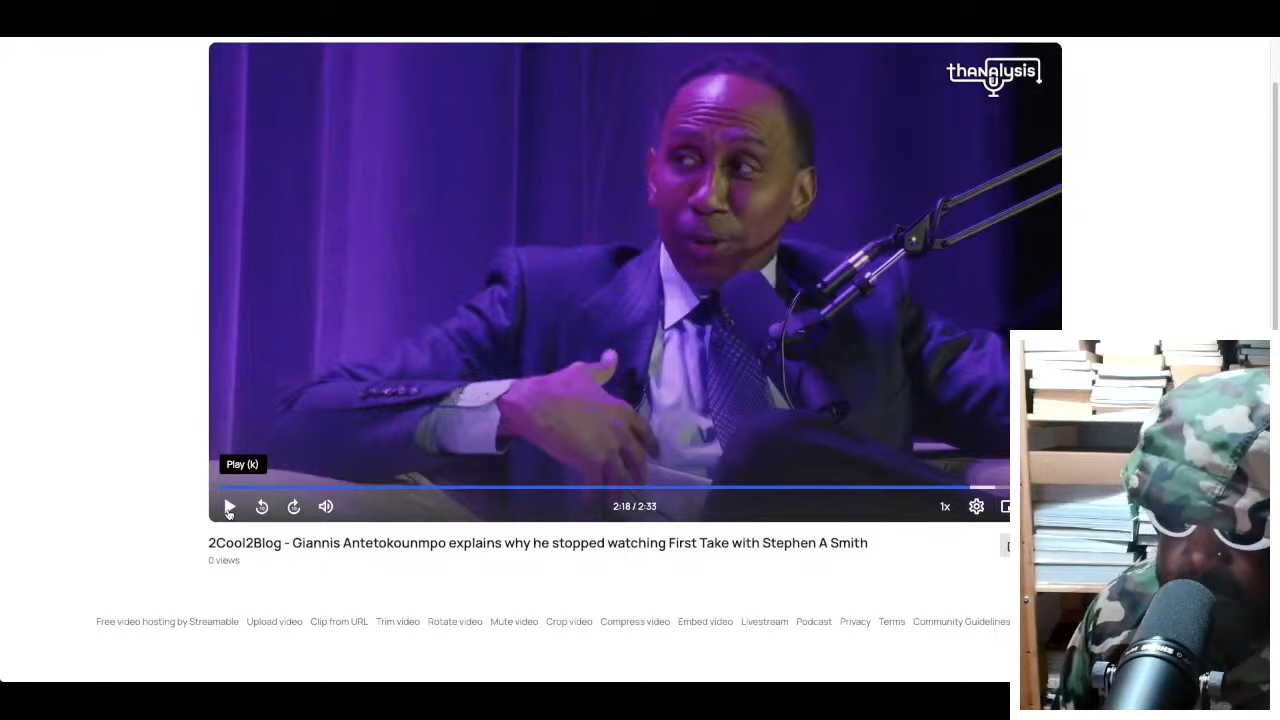 thanalysis
Play (k)
10
10
2:18 / 2:33
1x
2Cool2Blog - Giannis Antetokounmpo explains why he stopped watching First Take with Stephen A Smith
0 views
Free video hosting by Streamable Upload video Clip from URL Trim video Rotate video Mute video Crop video Compress video Embed video Livestream Podcast Privacy Terms Community Guidelines